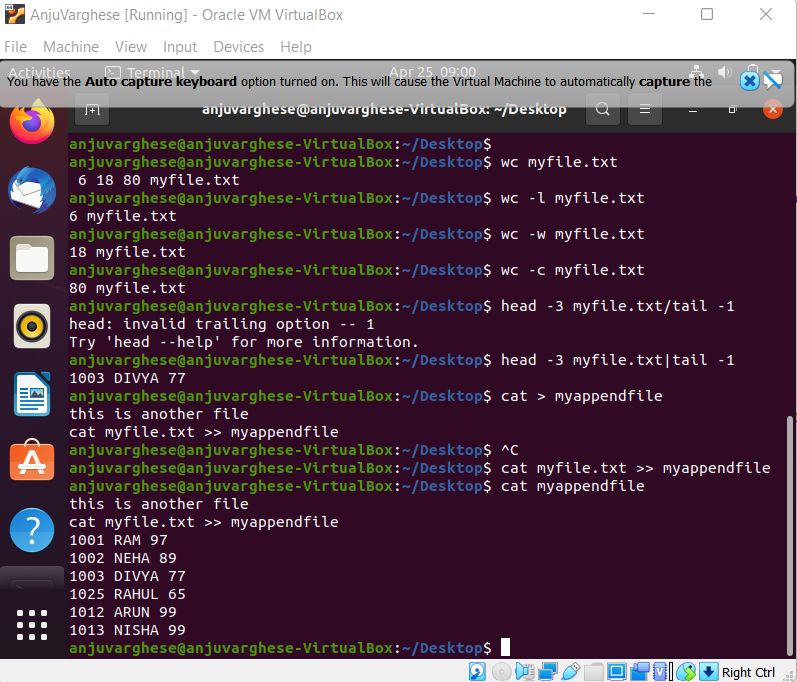 AnjuVarghese [Running] - Oracle VM VirtualBox
File Machine View Input Devices Help
Activities Terminal Apr 25, 09:00
You have the Auto capture keyboard option turned on. This will cause the Virtual Machine to automatically capture the
anjuvarghese@anjuvarghese-VirtualBox: ~/Desktop
anjuvarghese@anjuvarghese-VirtualBox:~/Desktop$
anjuvarghese@anjuvarghese-VirtualBox:~/Desktop$ wc myfile.txt
 6 18 80 myfile.txt
anjuvarghese@anjuvarghese-VirtualBox:~/Desktop$ wc -l myfile.txt
6 myfile.txt
anjuvarghese@anjuvarghese-VirtualBox:~/Desktop$ wc -w myfile.txt
18 myfile.txt
anjuvarghese@anjuvarghese-VirtualBox:~/Desktop$ wc -c myfile.txt
80 myfile.txt
anjuvarghese@anjuvarghese-VirtualBox:~/Desktop$ head -3 myfile.txt/tail -1
head: invalid trailing option -- 1
Try 'head --help' for more information.
anjuvarghese@anjuvarghese-VirtualBox:~/Desktop$ head -3 myfile.txt|tail -1
1003 DIVYA 77
anjuvarghese@anjuvarghese-VirtualBox:~/Desktop$ cat > myappendfile
this is another file
cat myfile.txt >> myappendfile
anjuvarghese@anjuvarghese-VirtualBox:~/Desktop$ ^C
anjuvarghese@anjuvarghese-VirtualBox:~/Desktop$ cat myfile.txt >> myappendfile
anjuvarghese@anjuvarghese-VirtualBox:~/Desktop$ cat myappendfile
this is another file
cat myfile.txt >> myappendfile
1001 RAM 97
1002 NEHA 89
1003 DIVYA 77
1025 RAHUL 65
1012 ARUN 99
1013 NISHA 99
anjuvarghese@anjuvarghese-VirtualBox:~/Desktop$
Right Ctrl